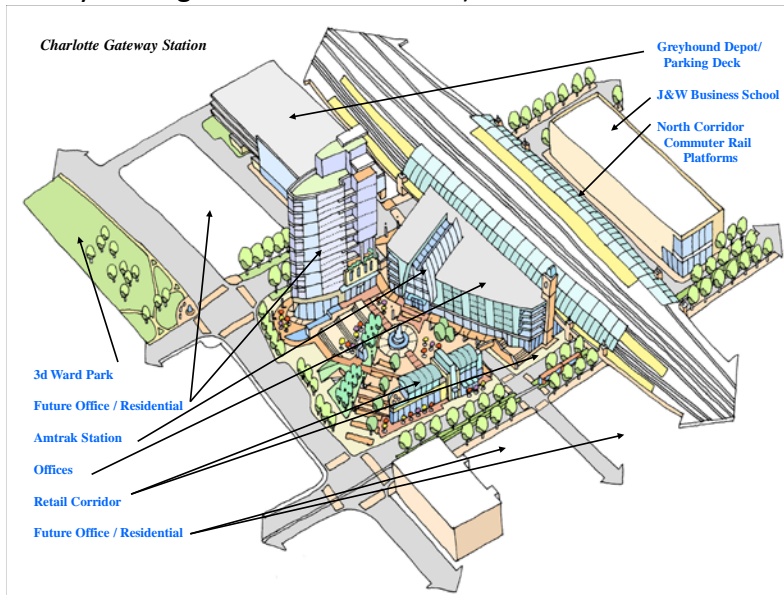 Charlotte Gateway Station
Greyhound Depot/
Parking Deck
J&W Business School
North Corridor
Commuter Rail
Platforms
3d Ward Park
Future Office / Residential
Amtrak Station
Offices
Retail Corridor
Future Office / Residential